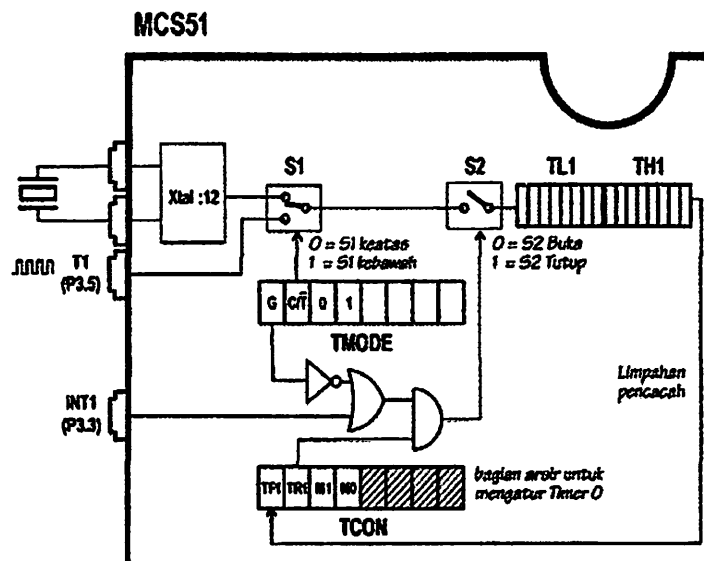 MCS51
S1
S2
TL1
TH1
Xtal :12
0 = S1 keatas
1 = S1 kebawah
0 = S2 Buka
1 = S2 Tutup
T1
(P3.5)
G C/T̅ 0 1
TMODE
Limpahan
pencacah
INT1
(P3.3)
TF1 TR1 M1 M0
bagian arsir untuk
mengatur Timer 0
TCON